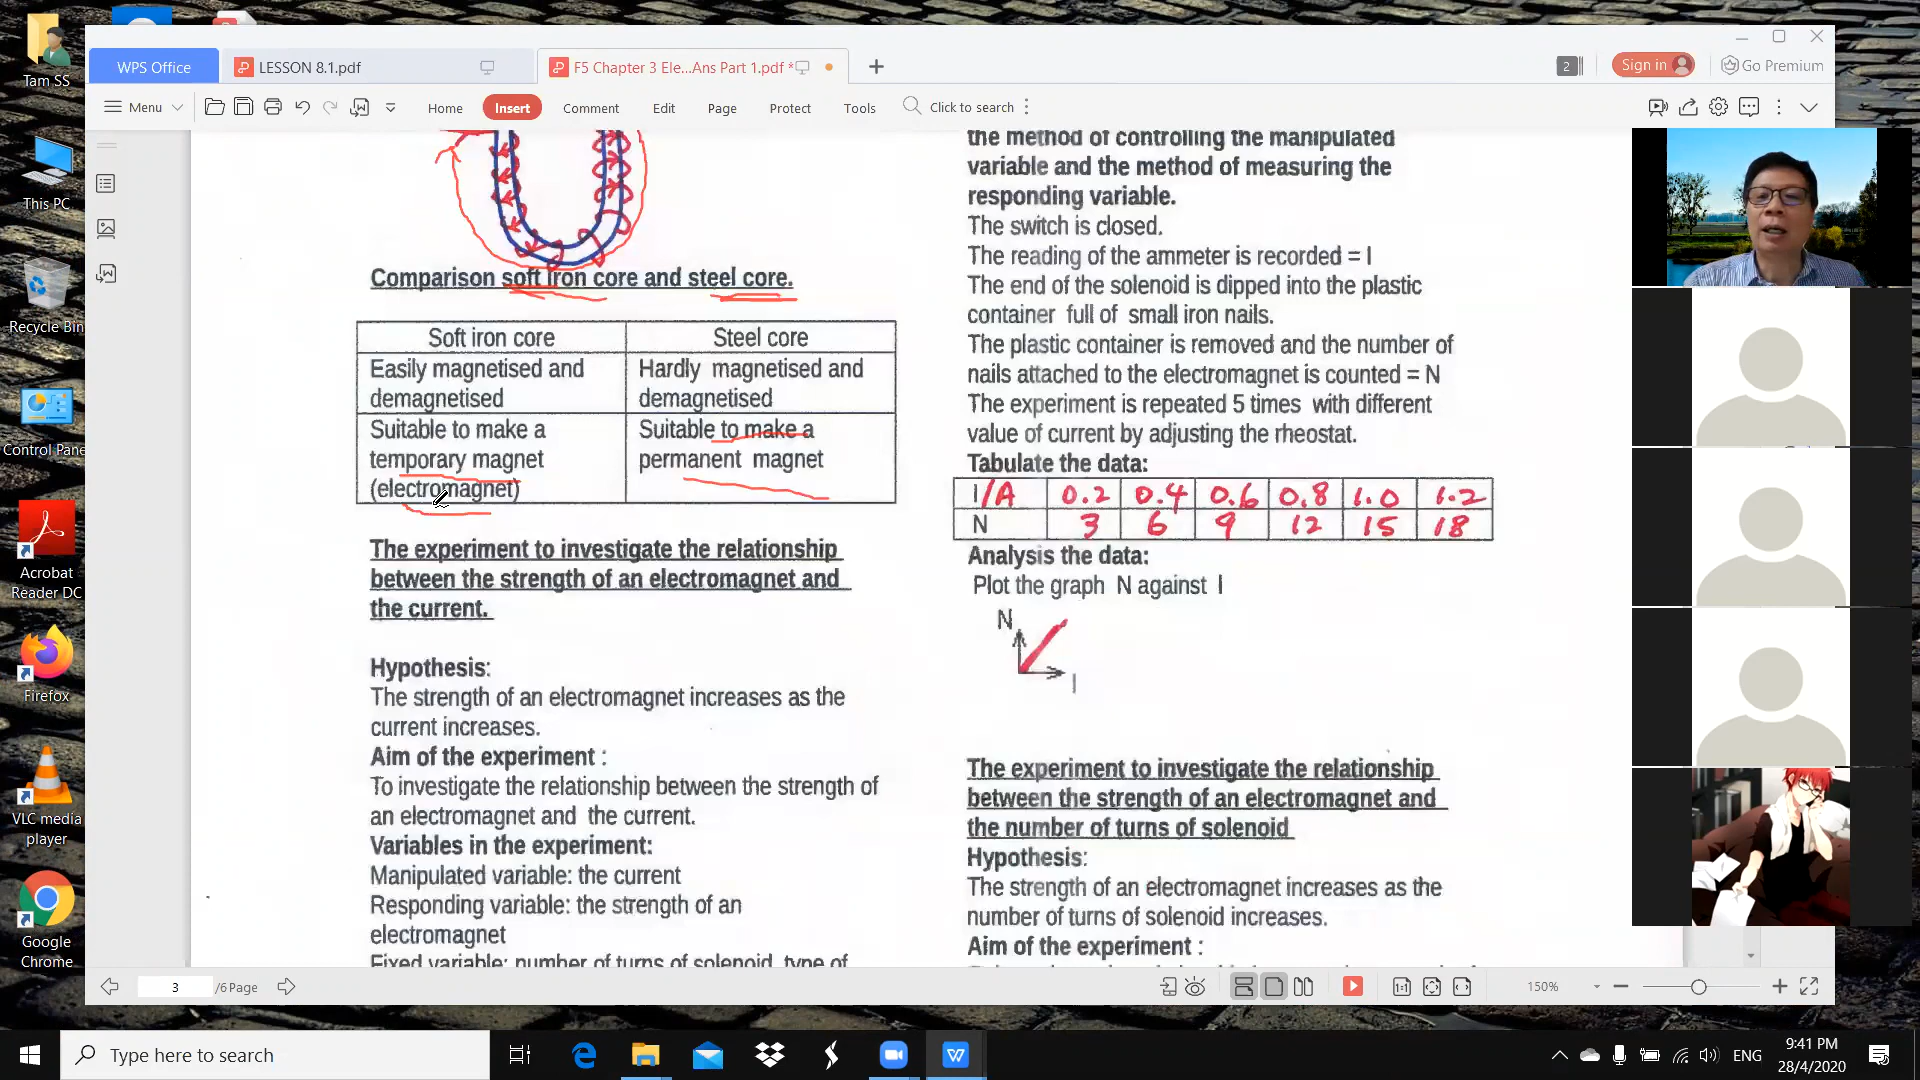 Tam SS
This PC
Recycle Bin
Control Pane
Acrobat
Reader DC
Firefox
VLC media
player
Google
Chrome
WPS Office
LESSON 8.1.pdf
F5 Chapter 3 Ele...Ans Part 1.pdf *
2
Sign in
Go Premium
Menu
Home
Insert
Comment
Edit
Page
Protect
Tools
Click to search
Comparison soft iron core and steel core.
Soft iron core
Steel core
Easily magnetised and
demagnetised
Hardly magnetised and
demagnetised
Suitable to make a
temporary magnet
(electromagnet)
Suitable to make a
permanent magnet
The experiment to investigate the relationship
between the strength of an electromagnet and
the current.
Hypothesis:
The strength of an electromagnet increases as the
current increases.
Aim of the experiment :
To investigate the relationship between the strength of
an electromagnet and the current.
Variables in the experiment:
Manipulated variable: the current
Responding variable: the strength of an
electromagnet
Fixed variable: number of turns of solenoid, type of
the method of controlling the manipulated
variable and the method of measuring the
responding variable.
The switch is closed.
The reading of the ammeter is recorded = I
The end of the solenoid is dipped into the plastic
container full of small iron nails.
The plastic container is removed and the number of
nails attached to the electromagnet is counted = N
The experiment is repeated 5 times with different
value of current by adjusting the rheostat.
Tabulate the data:
I/A 0.2 0.4 0.6 0.8 1.0 1.2
N 3 6 9 12 15 18
Analysis the data:
Plot the graph N against I
N
I
The experiment to investigate the relationship
between the strength of an electromagnet and
the number of turns of solenoid
Hypothesis:
The strength of an electromagnet increases as the
number of turns of solenoid increases.
Aim of the experiment :
3
/6 Page
150%
Type here to search
ENG
9:41 PM
28/4/2020